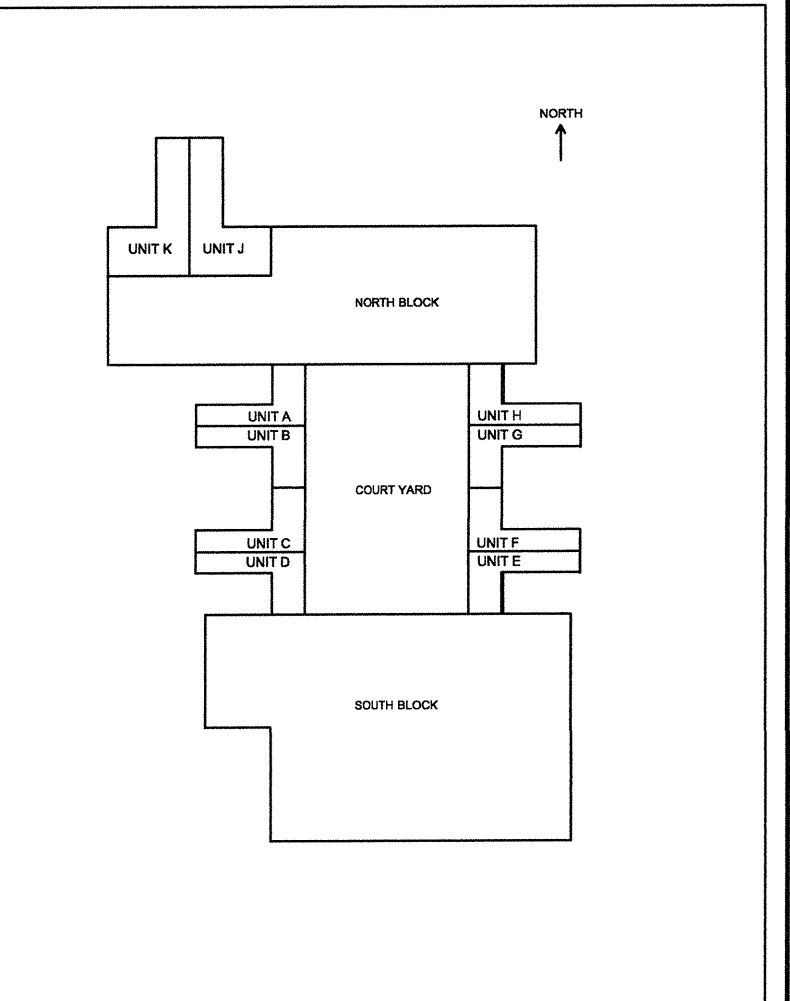 NORTH
UNIT K
UNIT J
NORTH BLOCK
UNIT A
UNIT H
UNIT B
UNIT G
COURT YARD
UNIT C
UNIT F
UNIT D
UNIT E
SOUTH BLOCK